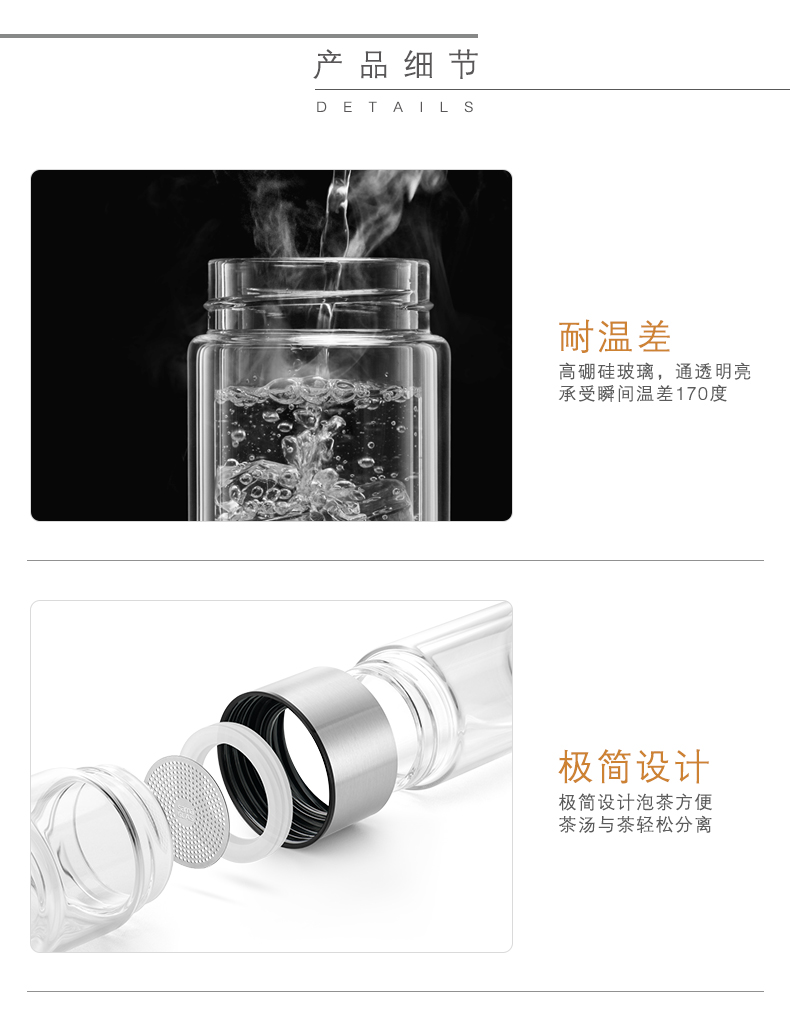 产品细节
DETAILS
耐温差
高硼硅玻璃，通透明亮
承受瞬间温差170度
极简设计
极简设计泡茶方便
茶汤与茶轻松分离